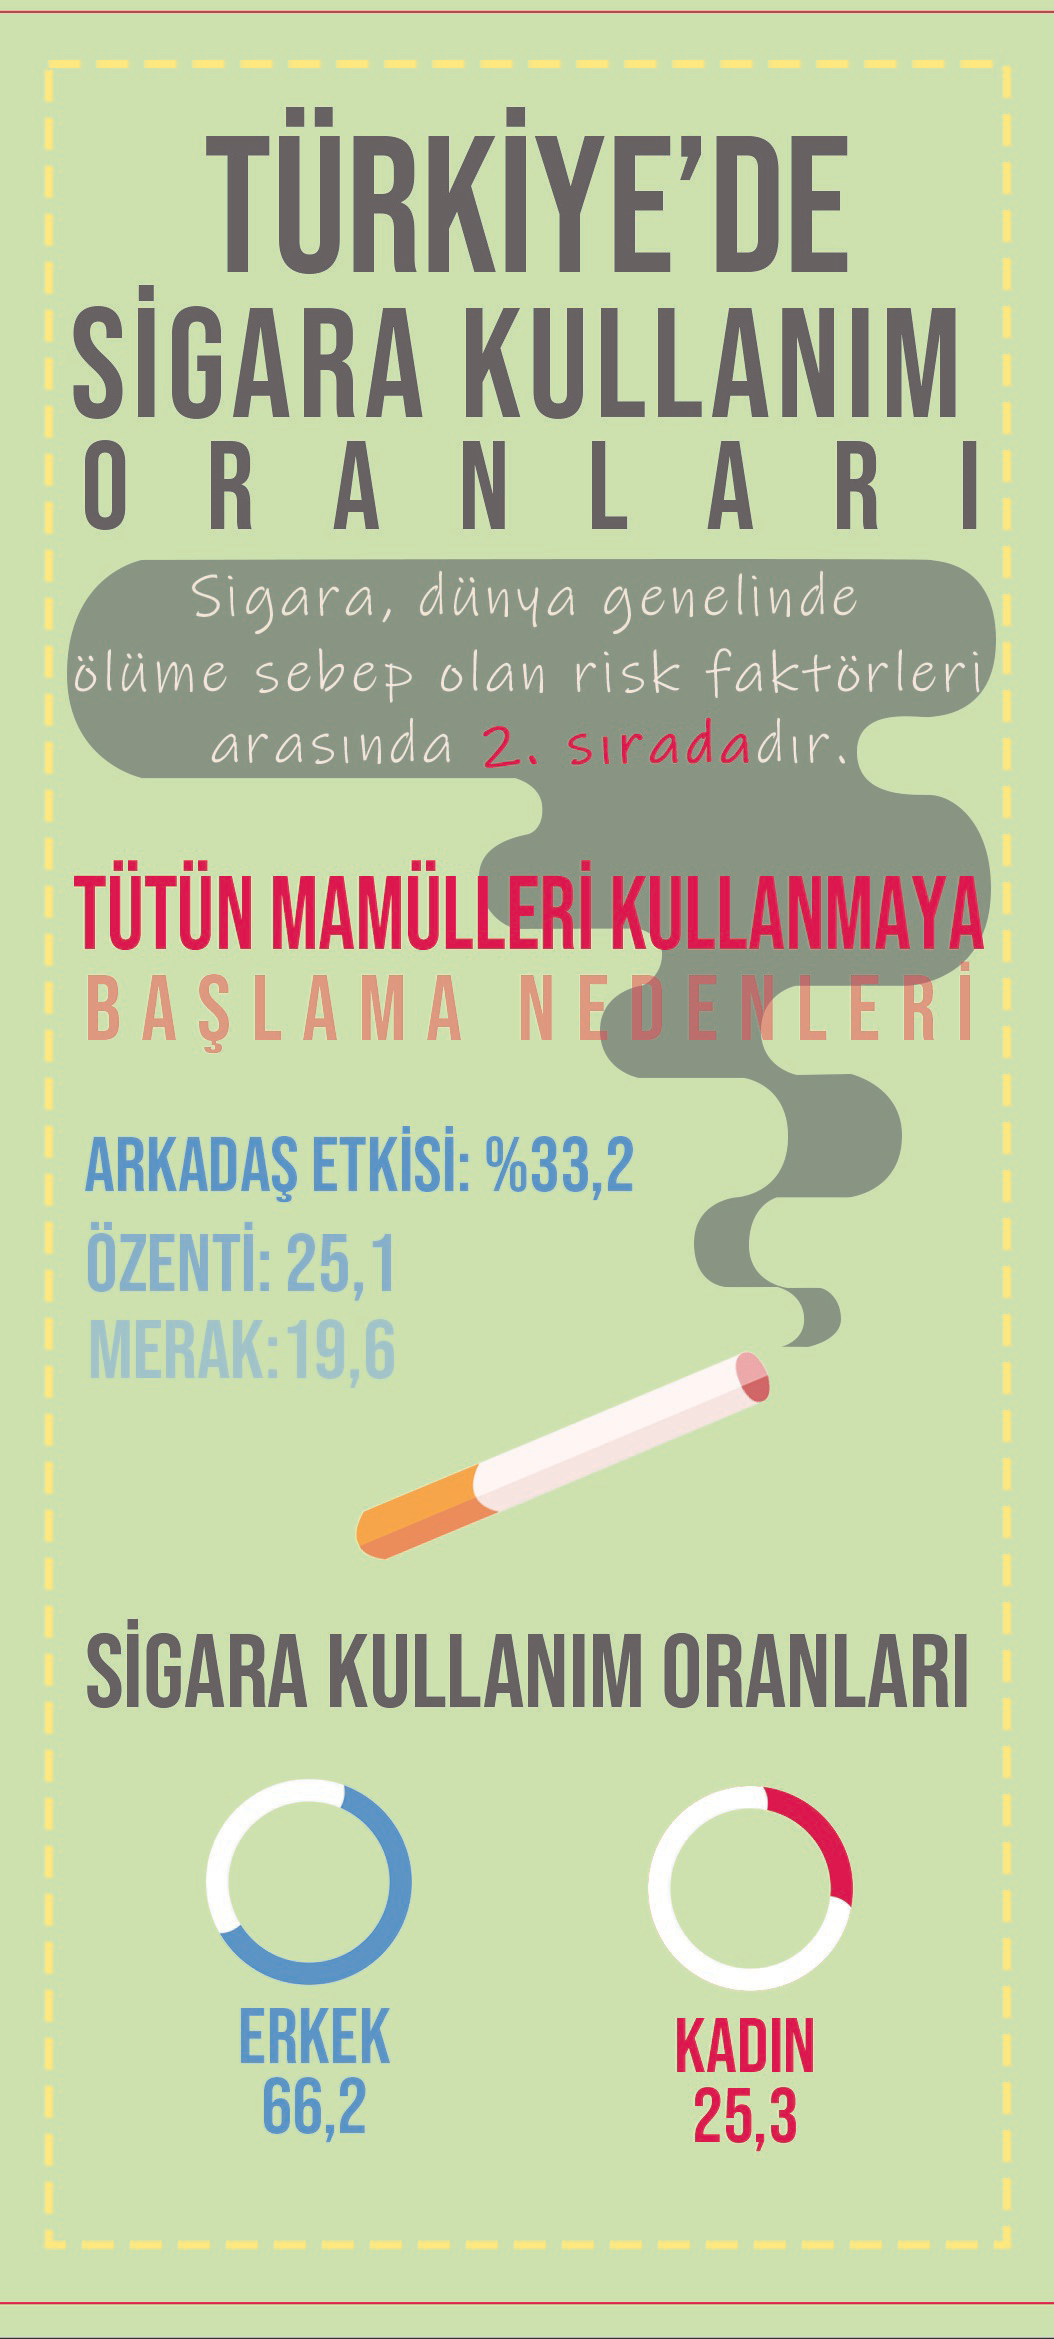 TÜRKİYE'DE
SİGARA KULLANIM
ORANLARI
Sigara, dünya genelinde
ölüme sebep olan risk faktörleri
arasında 2. sıradadır.
TÜTÜN MAMÜLLERİ KULLANMAYA
BAŞLAMA NEDENLERİ
ARKADAŞ ETKİSİ: %33,2
ÖZENTİ: 25,1
MERAK:19,6
SİGARA KULLANIM ORANLARI
ERKEK
66,2
KADIN
25,3